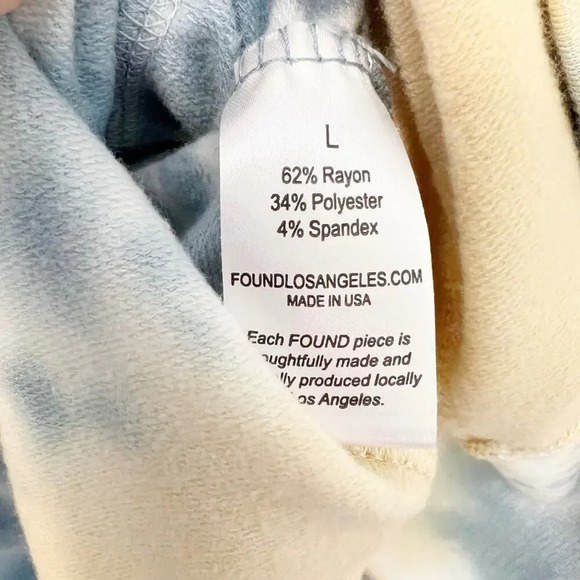 L
62% Rayon
34% Polyester
4% Spandex
FOUNDLOSANGELES.COM
MADE IN USA
Each FOUND piece is
made and
produced locally
Angeles.